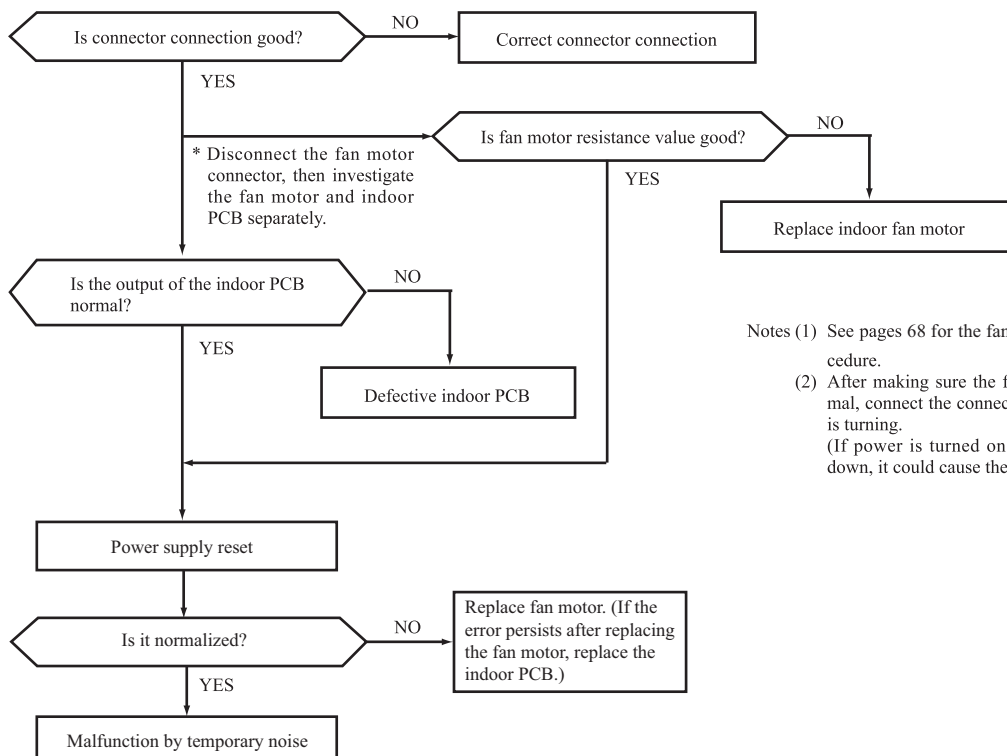 Is connector connection good?
NO
Correct connector connection
YES
* Disconnect the fan motor
connector, then investigate
the fan motor and indoor
PCB separately.
Is fan motor resistance value good?
NO
YES
Replace indoor fan motor
Is the output of the indoor PCB
normal?
NO
YES
Defective indoor PCB
Notes (1) See pages 68 for the fan
cedure.
(2) After making sure the
mal, connect the
is turning.
(If power is turned on
down, it could cause the
Power supply reset
Is it normalized?
NO
Replace fan motor. (If the
error persists after replacing
the fan motor, replace the
indoor PCB.)
YES
Malfunction by temporary noise